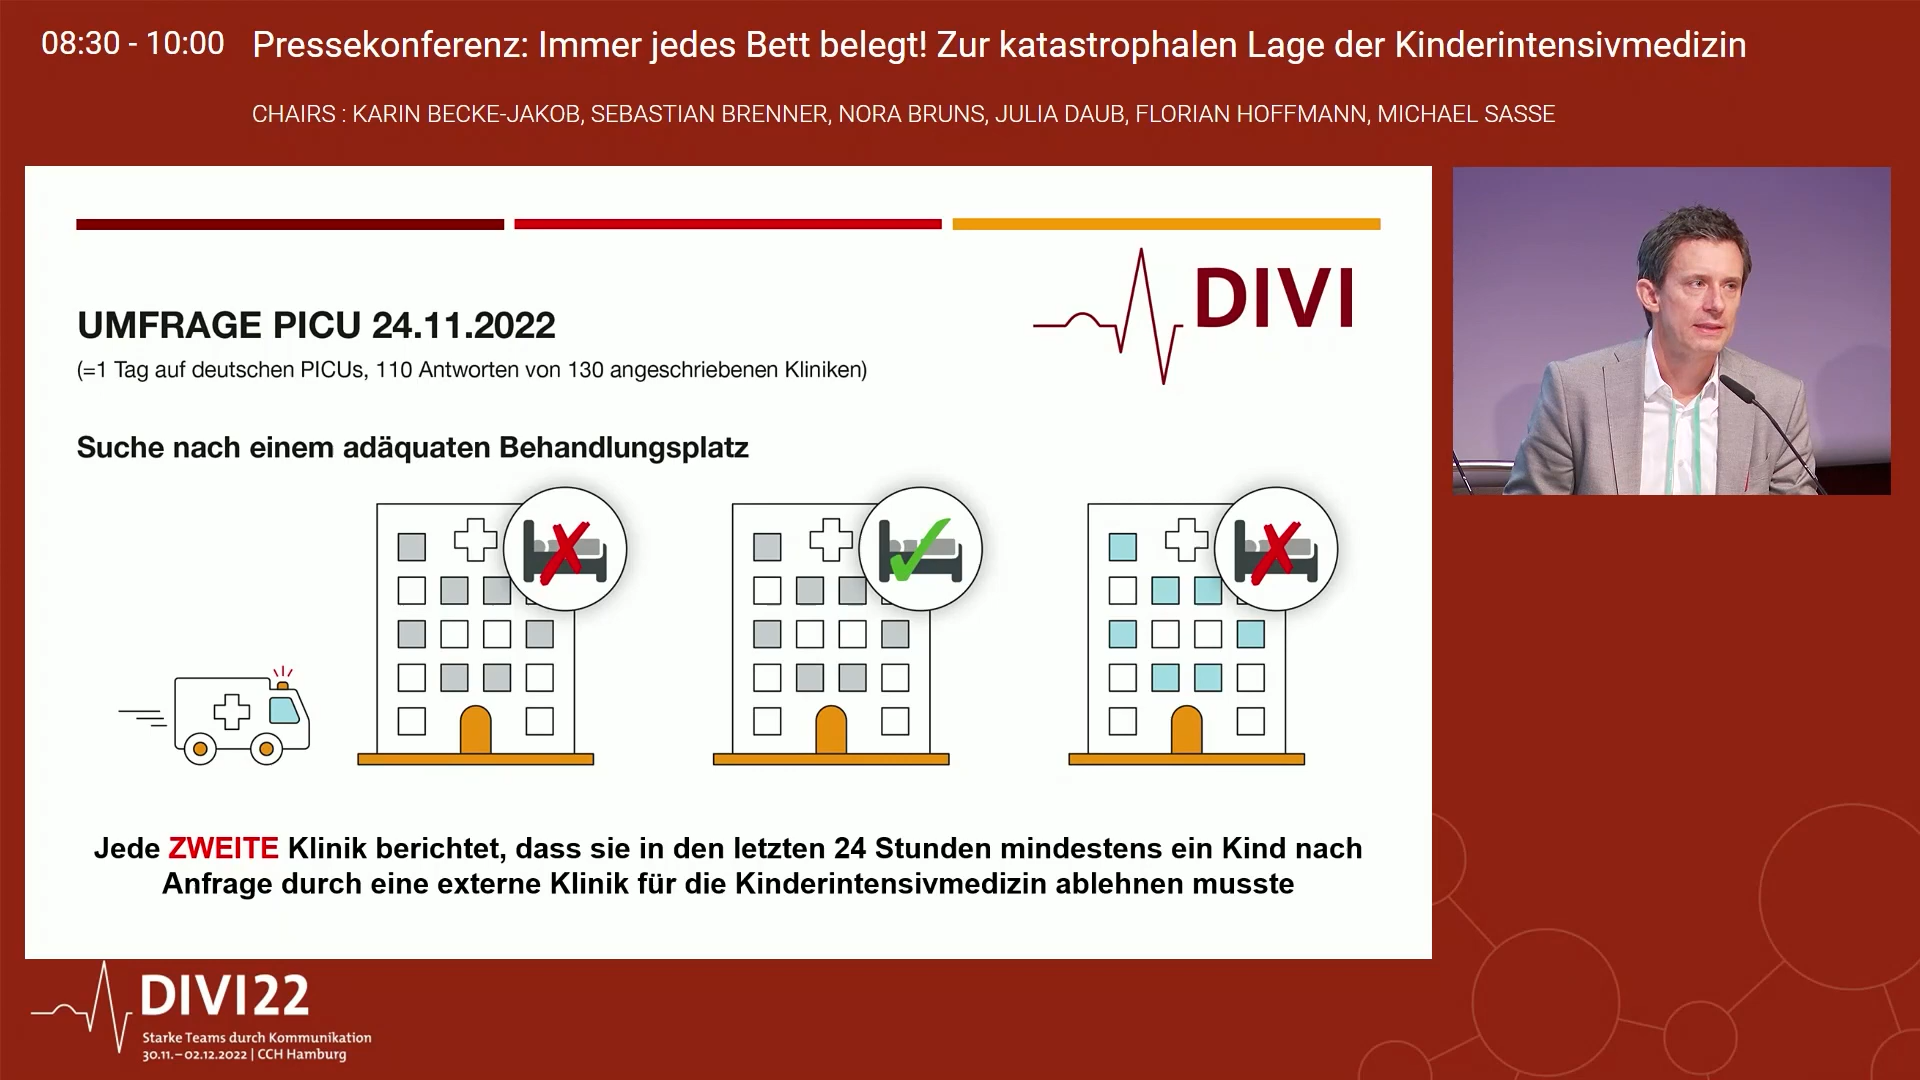 08:30 - 10:00 Pressekonferenz: Immer jedes Bett belegt! Zur katastrophalen Lage der Kinderintensivmedizin
CHAIRS : KARIN BECKE-JAKOB, SEBASTIAN BRENNER, NORA BRUNS, JULIA DAUB, FLORIAN HOFFMANN, MICHAEL SASSE
DIVI
UMFRAGE PICU 24.11.2022
(=1 Tag auf deutschen PICUs, 110 Antworten von 130 angeschriebenen Kliniken)
Suche nach einem adäquaten Behandlungsplatz
Jede ZWEITE Klinik berichtet, dass sie in den letzten 24 Stunden mindestens ein Kind nach
Anfrage durch eine externe Klinik für die Kinderintensivmedizin ablehnen musste
DIVI22
Starke Teams durch Kommunikation
30.11.–02.12.2022 | CCH Hamburg